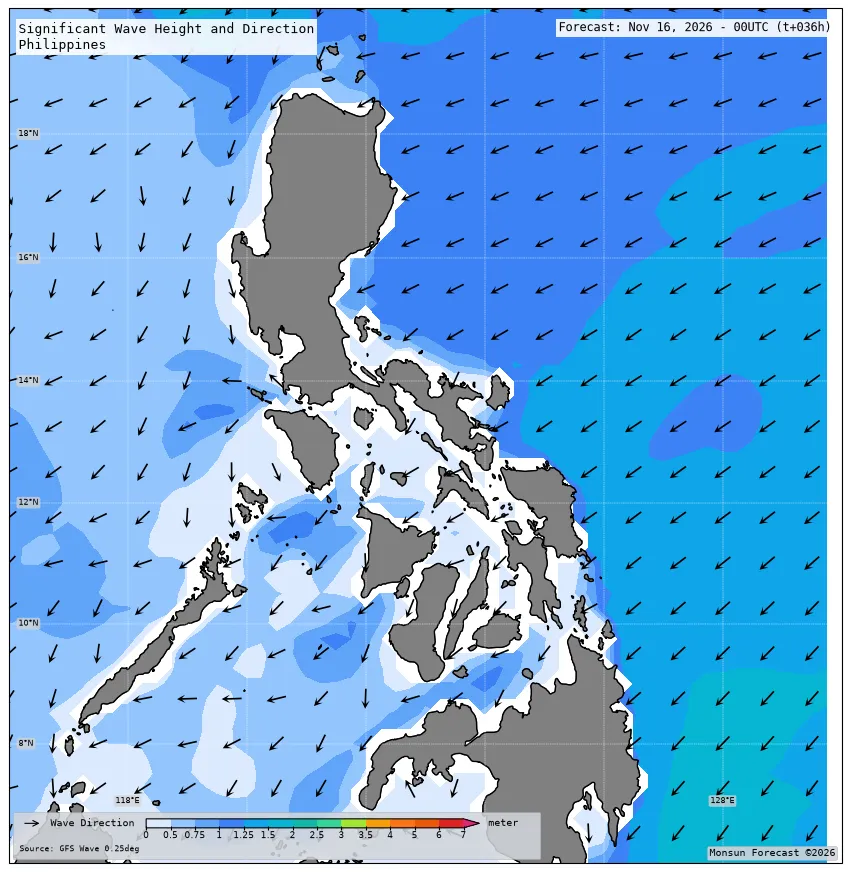 Significant Wave Height and Direction
Philippines
Forecast: Nov 16, 2026 - 00UTC (t+036h)
18°N
16°N
14°N
12°N
10°N
8°N
118°E
128°E
Wave Direction
meter
0 0.5 0.75 1 1.25 1.5 2 2.5 3 3.5 4 5 6 7
Source: GFS Wave 0.25deg
Monsun Forecast ©2026